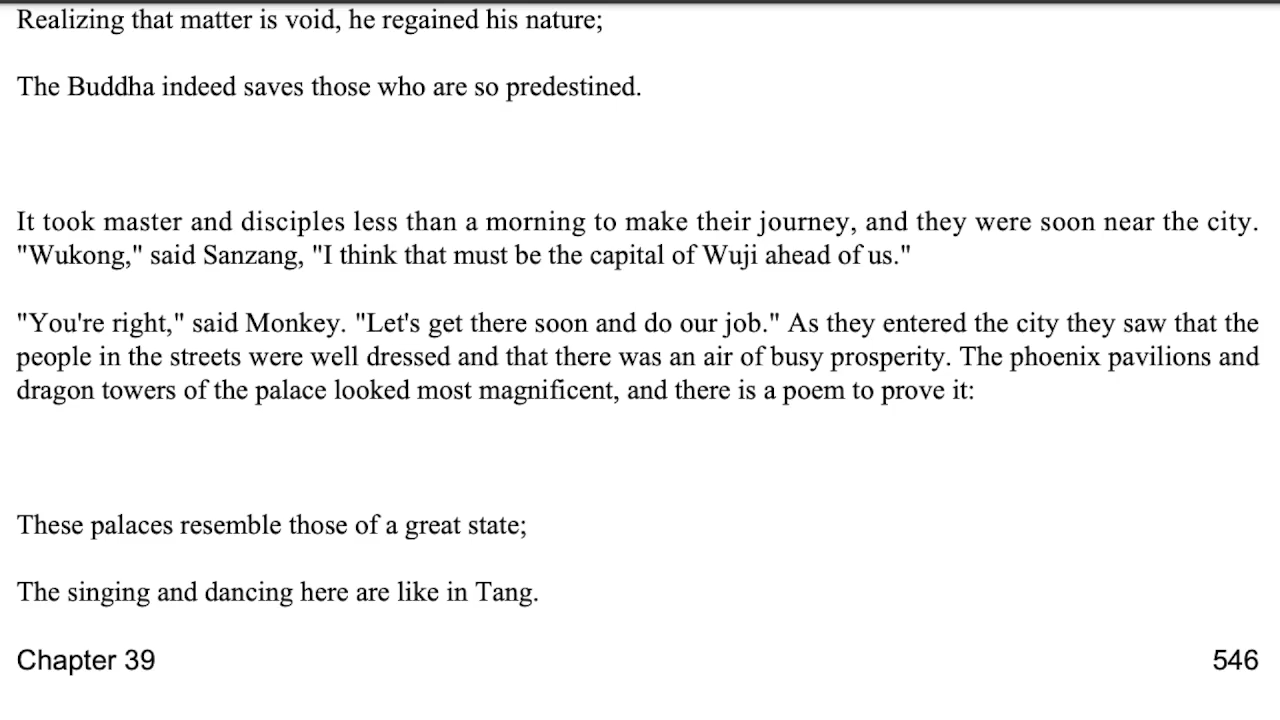 Realizing that matter is void, he regained his nature;
The Buddha indeed saves those who are so predestined.
It took master and disciples less than a morning to make their journey, and they were soon near the city.
"Wukong," said Sanzang, "I think that must be the capital of Wuji ahead of us."
"You're right," said Monkey. "Let's get there soon and do our job." As they entered the city they saw that the
people in the streets were well dressed and that there was an air of busy prosperity. The phoenix pavilions and
dragon towers of the palace looked most magnificent, and there is a poem to prove it:
These palaces resemble those of a great state;
The singing and dancing here are like in Tang.
Chapter 39 546